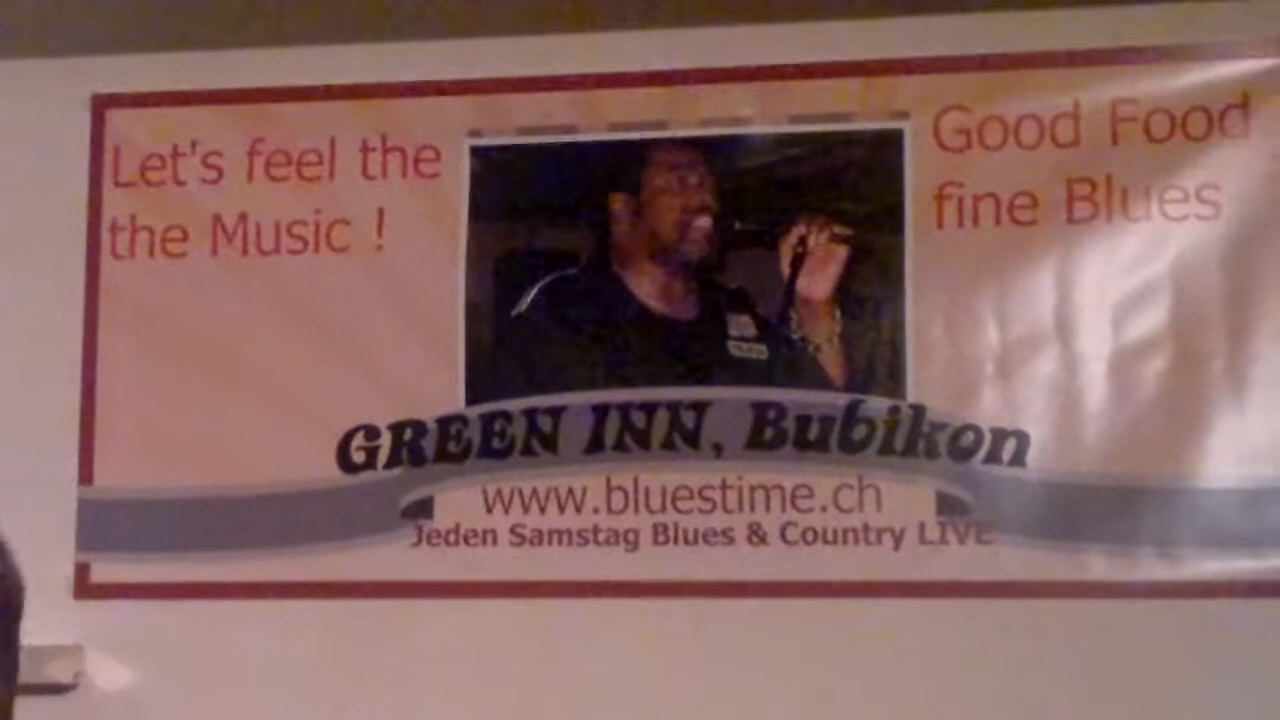 Let's feel the
the Music !
Good Food
fine Blues
GREEN INN, Bubikon
www.bluestime.ch
Jeden Samstag Blues & Country LIVE